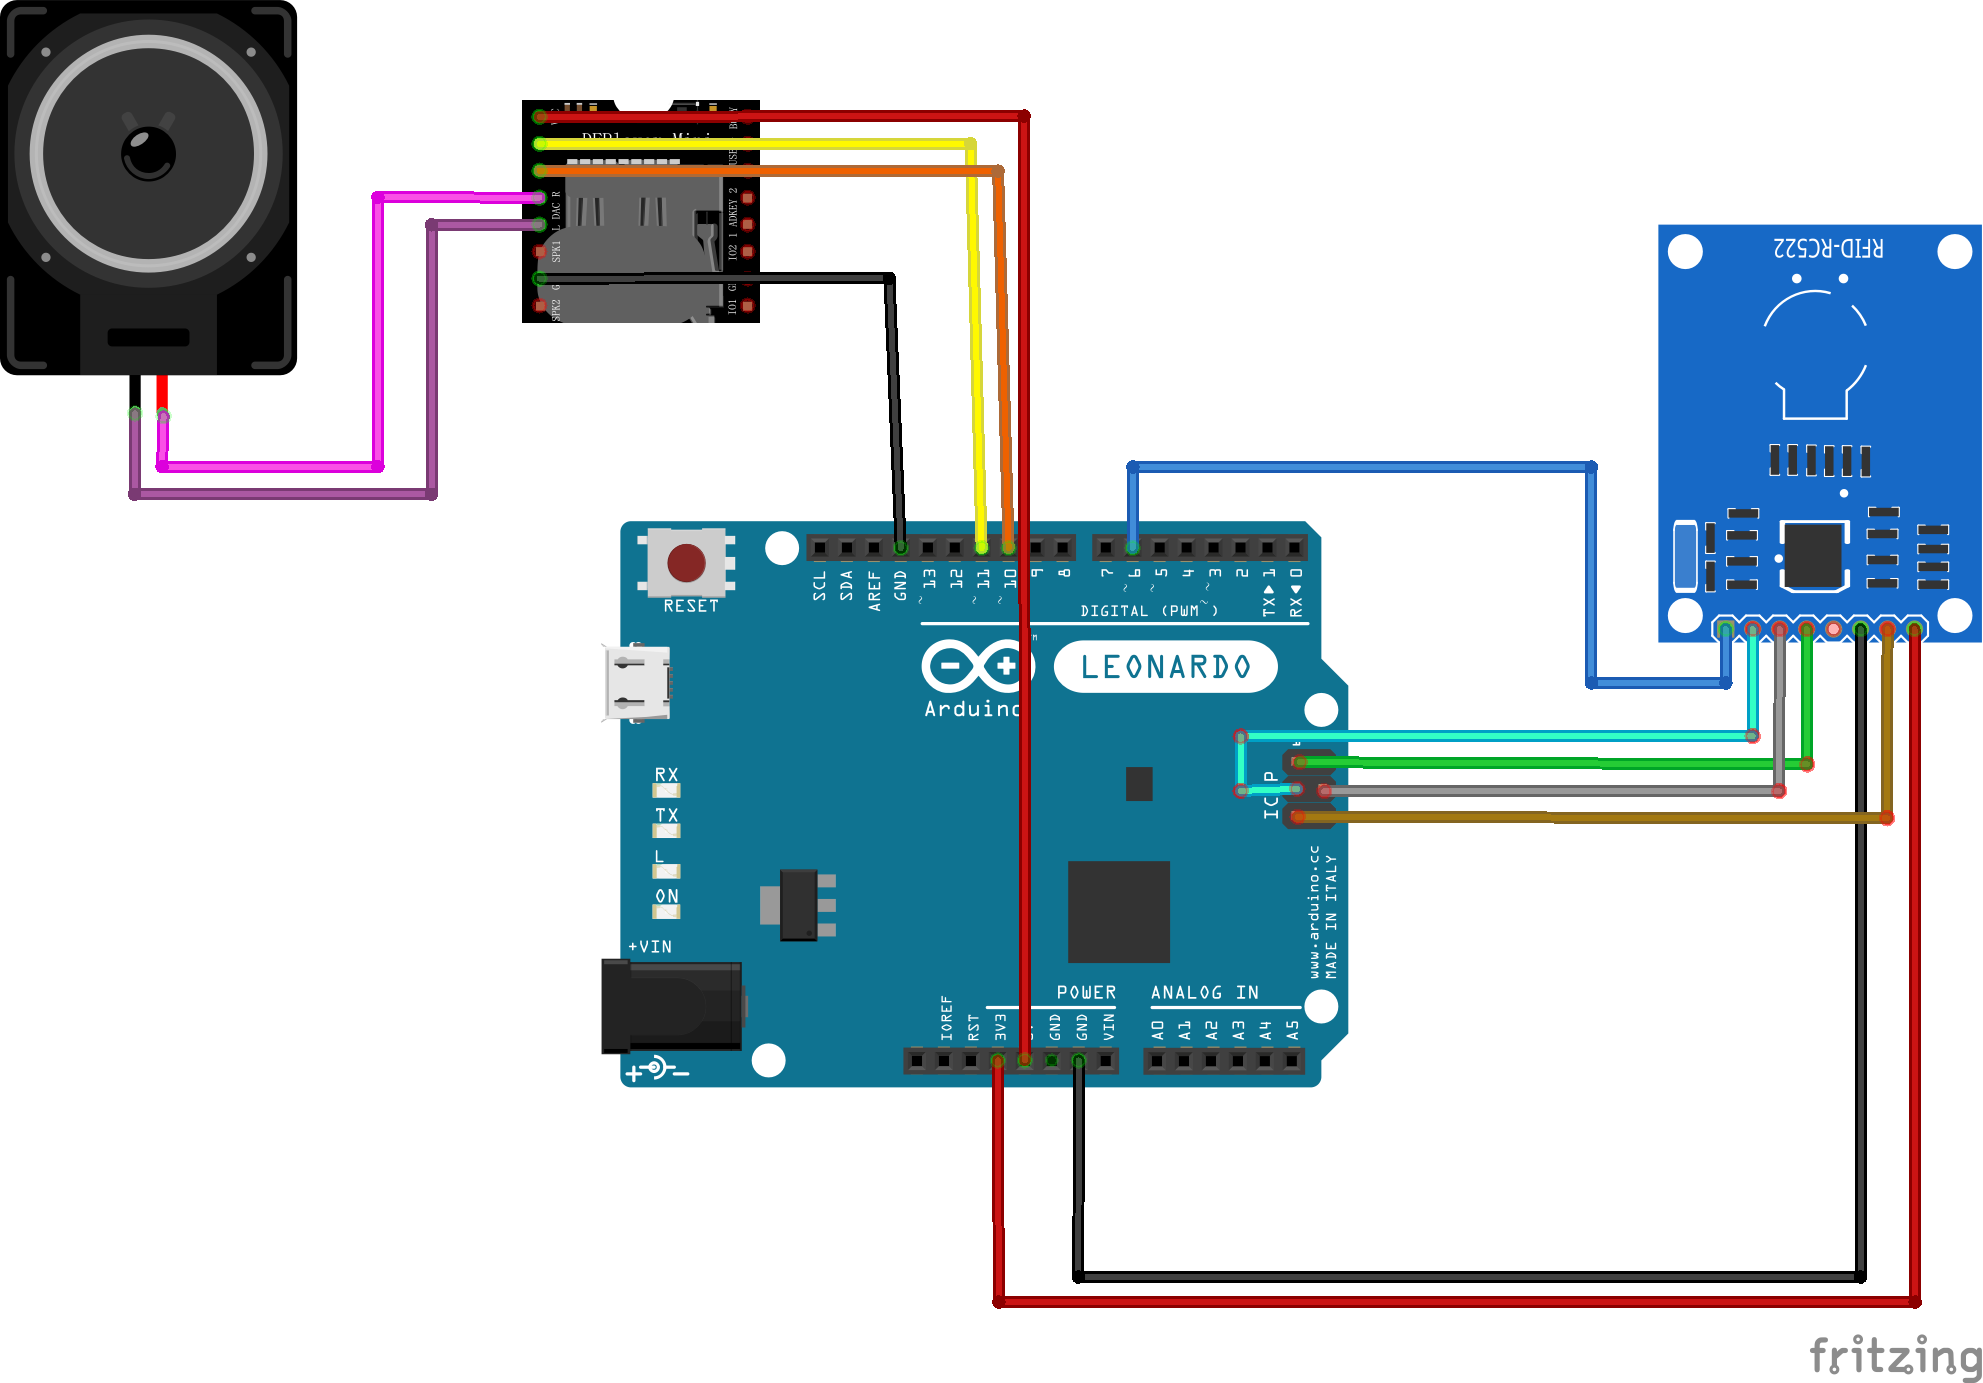 DFPlayer Mini
DAC R
L
SPK1
SPK2
ADKEY 2
1
IO2
IO1
RFID-RC522
RESET
SCL
SDA
AREF
GND
13
12
11
10
9
8
7
6
5
4
3
2
TX 1
RX 0
~
~
~
~
~
~
DIGITAL (PWM~)
Arduino
LEONARDO
RX
TX
L
ON
+VIN
ICSP
www.arduino.cc
MADE IN ITALY
POWER
ANALOG IN
IOREF
RST
3V3
GND
GND
VIN
A0
A1
A2
A3
A4
A5
+ -
fritzing